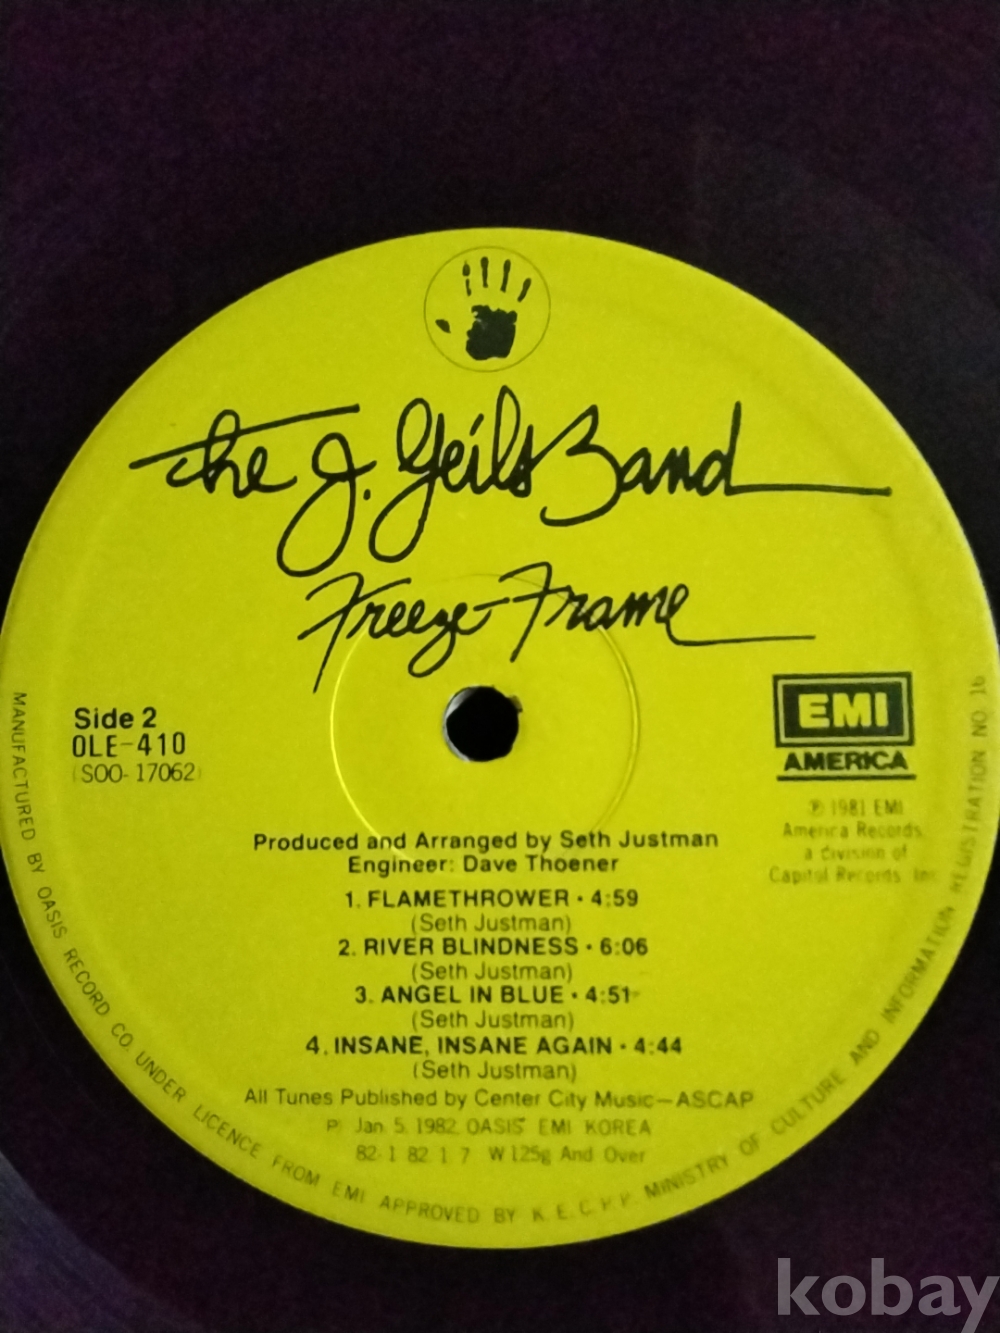 The J. Geils Band
Freeze-Frame
Side 2
OLE-410
(SOO-17062)
EMI
AMERICA
℗ 1981 EMI
America Records,
a division of
Capitol Records, Inc.
Produced and Arranged by Seth Justman
Engineer: Dave Thoener
1. FLAMETHROWER • 4:59
(Seth Justman)
2. RIVER BLINDNESS • 6:06
(Seth Justman)
3. ANGEL IN BLUE • 4:51
(Seth Justman)
4. INSANE, INSANE AGAIN • 4:44
(Seth Justman)
All Tunes Published by Center City Music—ASCAP
℗ Jan. 5. 1982 OASIS EMI KOREA
82. 1 82. 1. 7 W 125g And Over
MANUFACTURED BY OASIS RECORD CO. UNDER LICENCE FROM EMI APPROVED BY K. E. C. P. P. MINISTRY OF CULTURE AND INFORMATION REGISTRATION NO 16
kobay